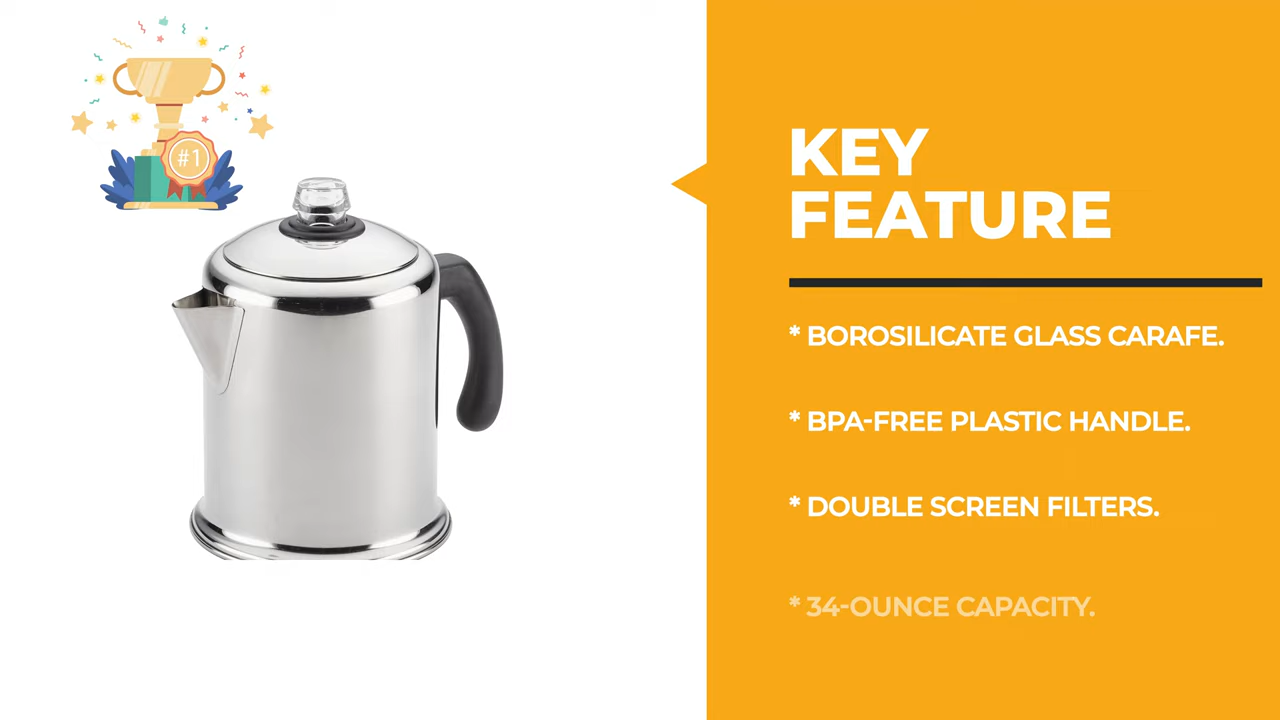 #1
KEY
FEATURE
* BOROSILICATE GLASS CARAFE.
* BPA-FREE PLASTIC HANDLE.
* DOUBLE SCREEN FILTERS.
* 34-OUNCE CAPACITY.